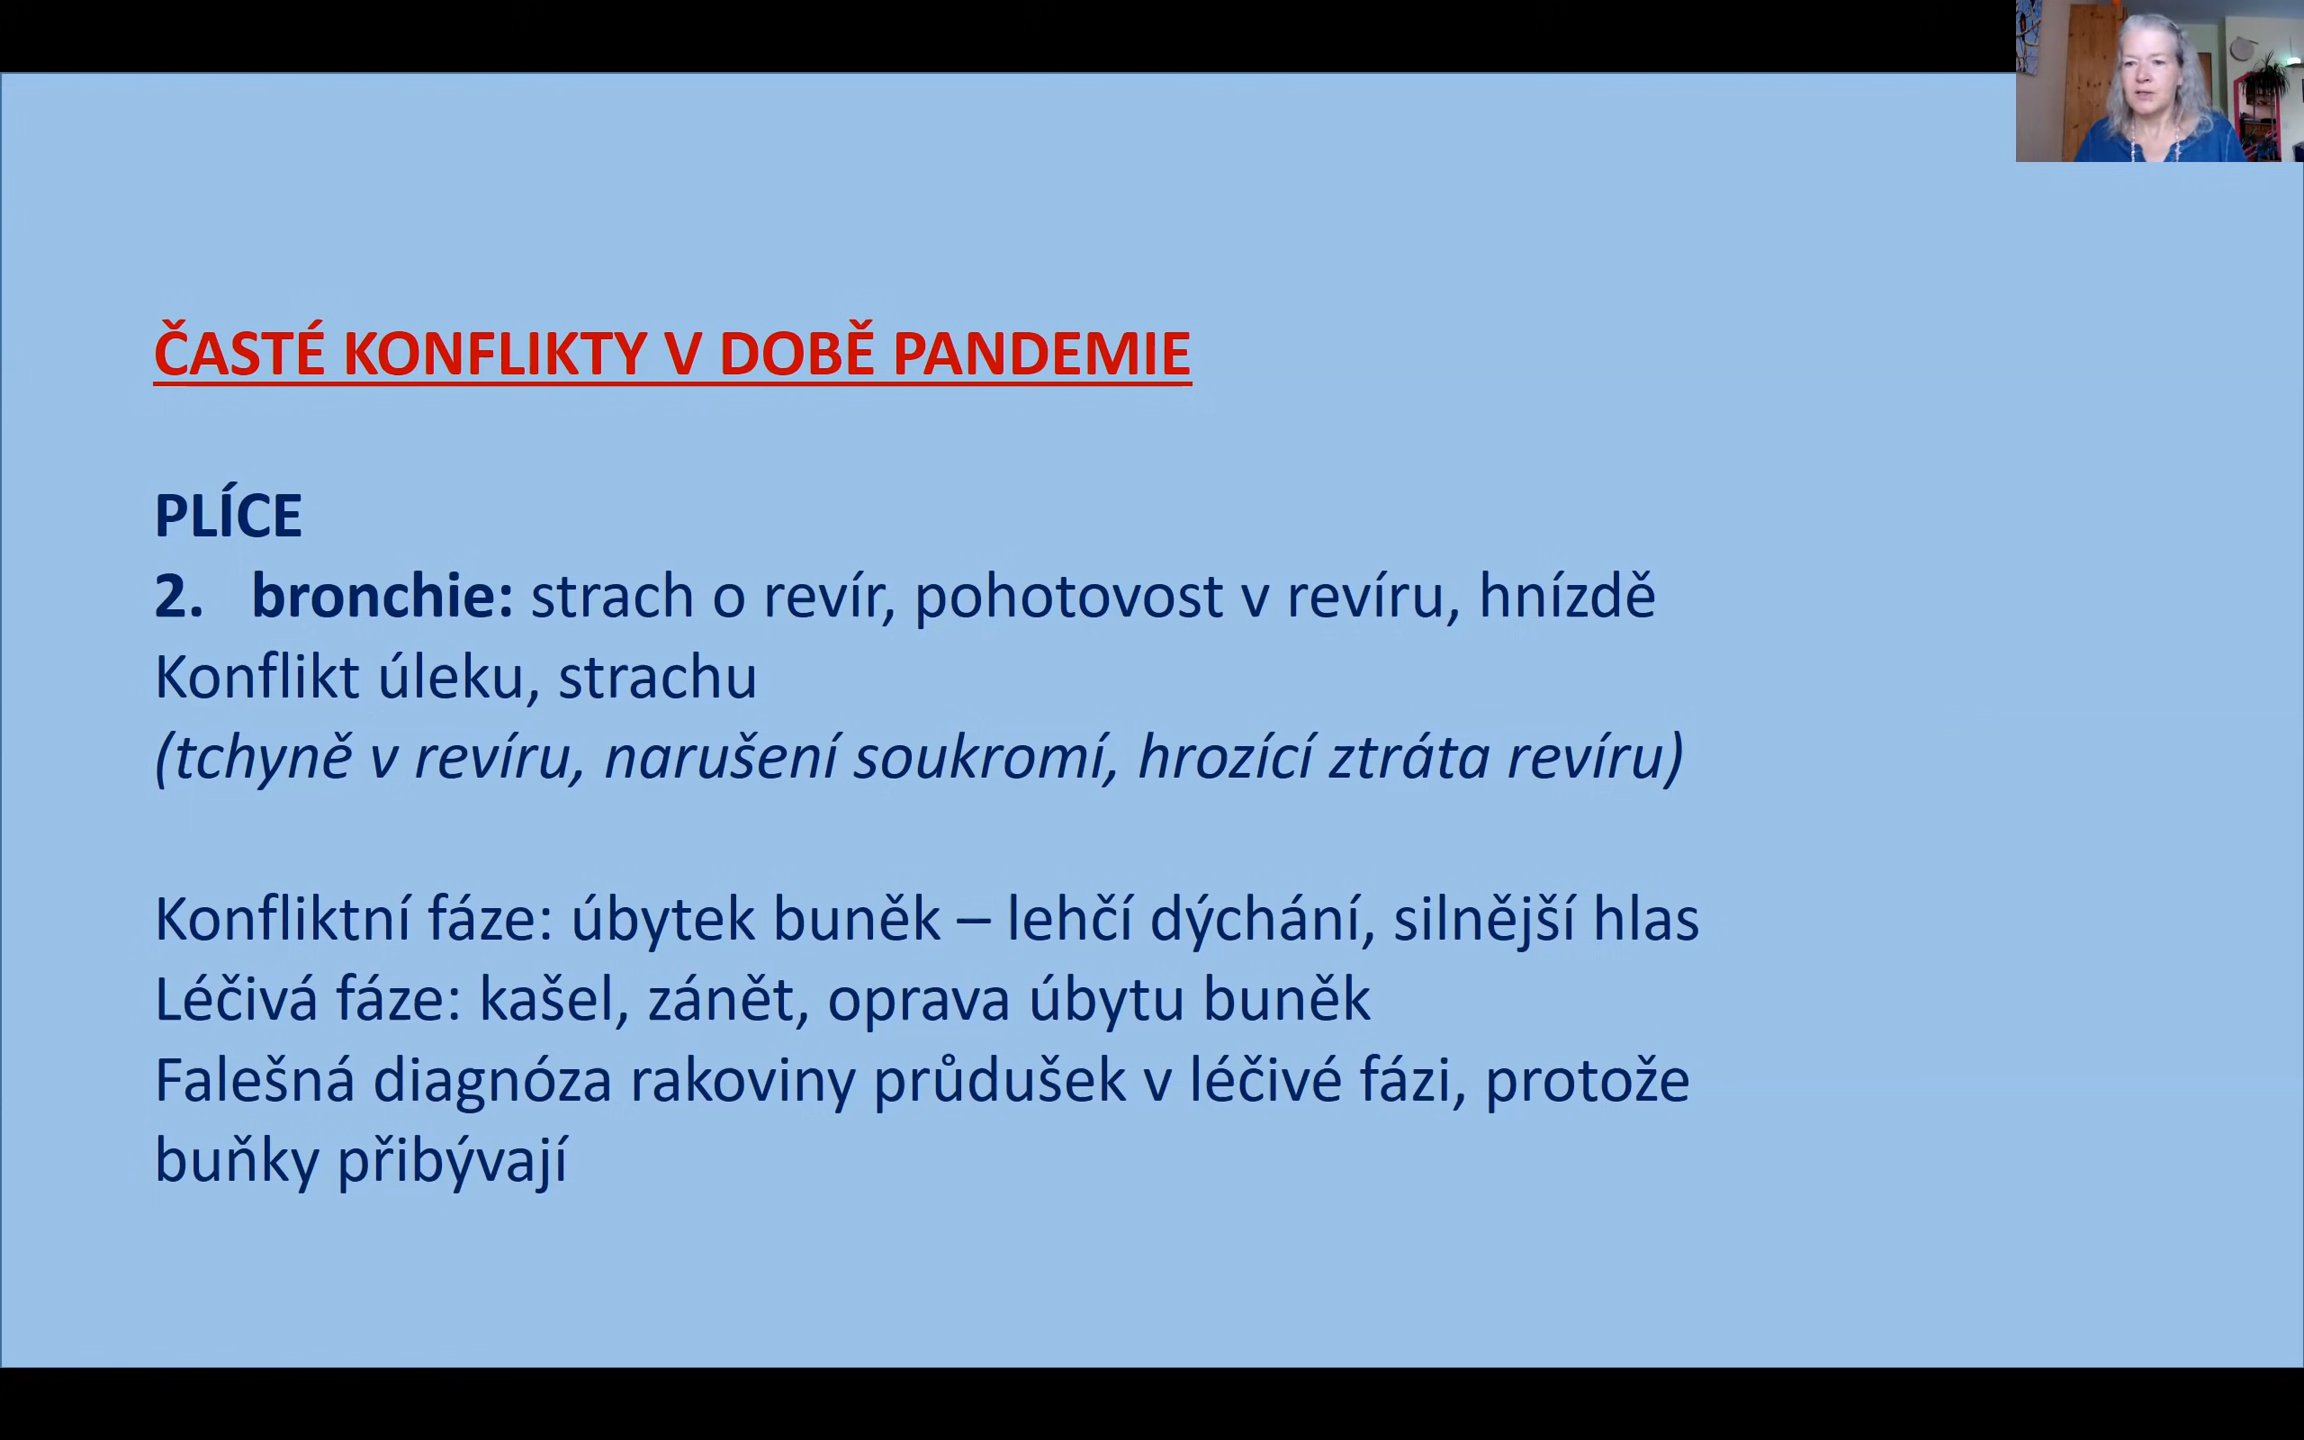 ČASTÉ KONFLIKTY V DOBĚ PANDEMIE
PLÍCE
2. bronchie: strach o revír, pohotovost v revíru, hnízdě
Konflikt úleku, strachu
(tchyně v revíru, narušení soukromí, hrozící ztráta revíru)
Konfliktní fáze: úbytek buněk – lehčí dýchání, silnější hlas
Léčivá fáze: kašel, zánět, oprava úbytu buněk
Falešná diagnóza rakoviny průdušek v léčivé fázi, protože
buňky přibývají